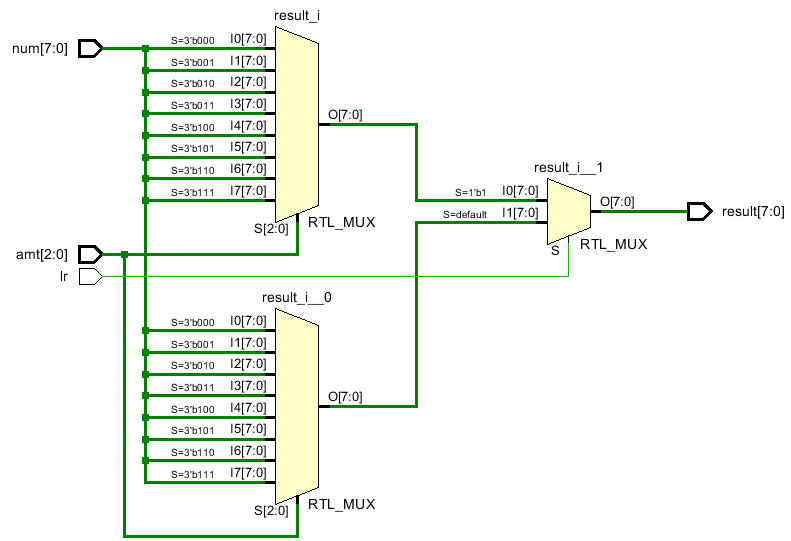 result_i
num[7:0]
S=3'b000 I0[7:0]
S=3'b001 I1[7:0]
S=3'b010 I2[7:0]
S=3'b011 I3[7:0]
S=3'b100 I4[7:0]
S=3'b101 I5[7:0]
S=3'b110 I6[7:0]
S=3'b111 I7[7:0]
O[7:0]
S[2:0] RTL_MUX
result_i__1
S=1'b1 I0[7:0]
S=default I1[7:0]
O[7:0]
result[7:0]
S RTL_MUX
amt[2:0]
lr
result_i__0
S=3'b000 I0[7:0]
S=3'b001 I1[7:0]
S=3'b010 I2[7:0]
S=3'b011 I3[7:0]
S=3'b100 I4[7:0]
S=3'b101 I5[7:0]
S=3'b110 I6[7:0]
S=3'b111 I7[7:0]
O[7:0]
S[2:0] RTL_MUX